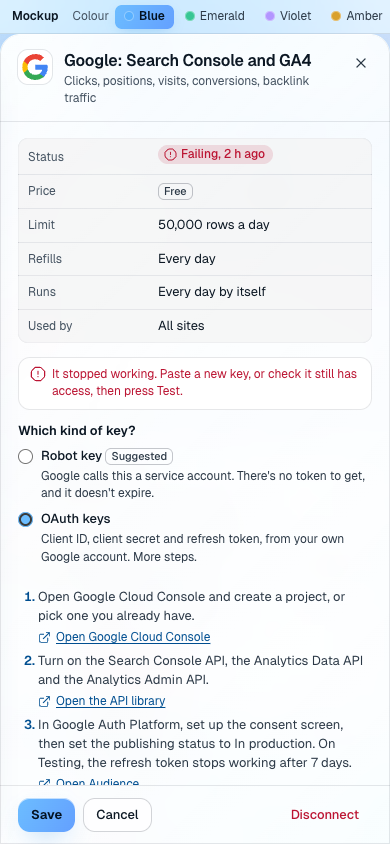 Mockup Colour Blue Emerald Violet Amber
Google: Search Console and GA4
Clicks, positions, visits, conversions, backlink
traffic
Status Failing, 2 h ago
Price Free
Limit 50,000 rows a day
Refills Every day
Runs Every day by itself
Used by All sites
It stopped working. Paste a new key, or check it still has
access, then press Test.
Which kind of key?
Robot key Suggested
Google calls this a service account. There's no token to get,
and it doesn't expire.
OAuth keys
Client ID, client secret and refresh token, from your own
Google account. More steps.
1. Open Google Cloud Console and create a project, or
pick one you already have.
Open Google Cloud Console
2. Turn on the Search Console API, the Analytics Data API
and the Analytics Admin API.
Open the API library
3. In Google Auth Platform, set up the consent screen,
then set the publishing status to In production. On
Testing, the refresh token stops working after 7 days.
Open Audience
Save Cancel Disconnect